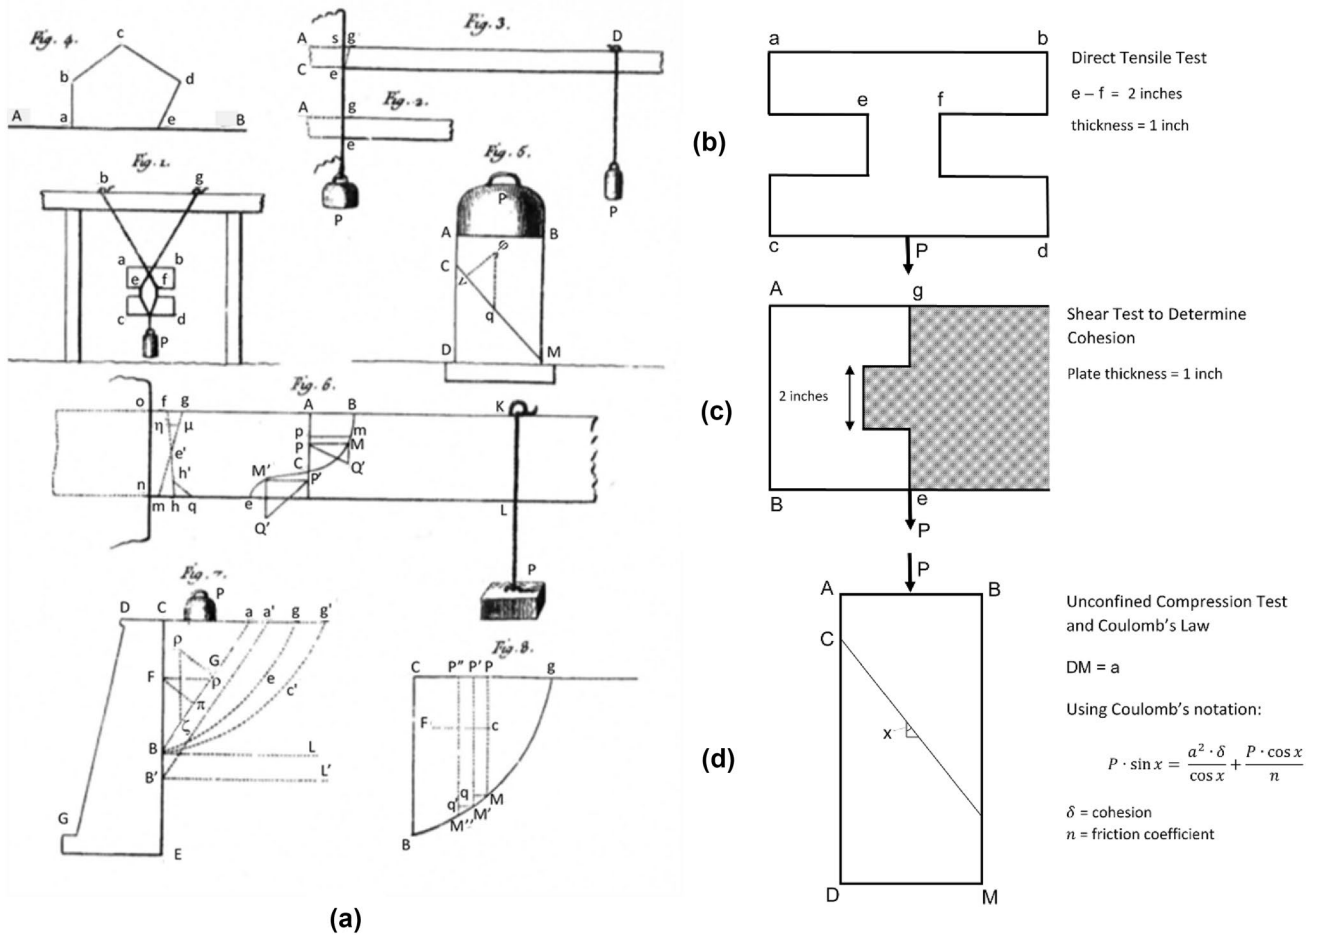 Fig. 4.
c
b
d
A
a
e
B
Fig. 3.
A
s
g
D
C
e
Fig. 2.
A
g
e
P
P
Fig. 1.
b
g
a
b
e
f
c
d
P
Fig. 5.
P
A
B
C
φ
q
D
M
Fig. 6.
o
f
g
A
B
K
η
μ
p
m
P
M
e'
C
Q'
h'
M'
P'
n
m
h
q
e
Q'
L
P
Fig. 7.
P
D
C
a
a'
g
g'
ρ
G
F
ρ
e
c'
π
ζ
B
L
B'
L'
G
E
Fig. 8.
C
P''
P'
P
g
F
c
q
M
q'
M'
M''
B
(a)
a
b
e
f
c
d
P
(b)
Direct Tensile Test
e – f = 2 inches
thickness = 1 inch
A
g
2 inches
B
e
P
(c)
Shear Test to Determine
Cohesion
Plate thickness = 1 inch
P
A
B
C
x
D
M
(d)
Unconfined Compression Test
and Coulomb's Law
DM = a
Using Coulomb's notation:
P · sin x = a² · δ / cos x + P · cos x / n
δ = cohesion
n = friction coefficient